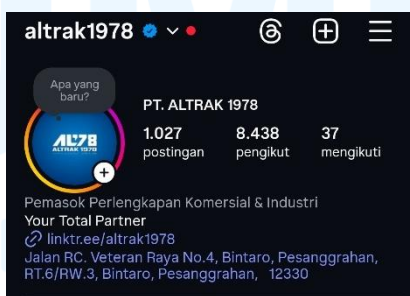 altrak1978
Apa yang
baru?
PT. ALTRAK 1978
1.027 8.438 37
postingan pengikut mengikuti
AL78
ALTRAK 1978
Pemasok Perlengkapan Komersial & Industri
Your Total Partner
linktr.ee/altrak1978
Jalan RC. Veteran Raya No.4, Bintaro, Pesanggrahan,
RT.6/RW.3, Bintaro, Pesanggrahan, 12330